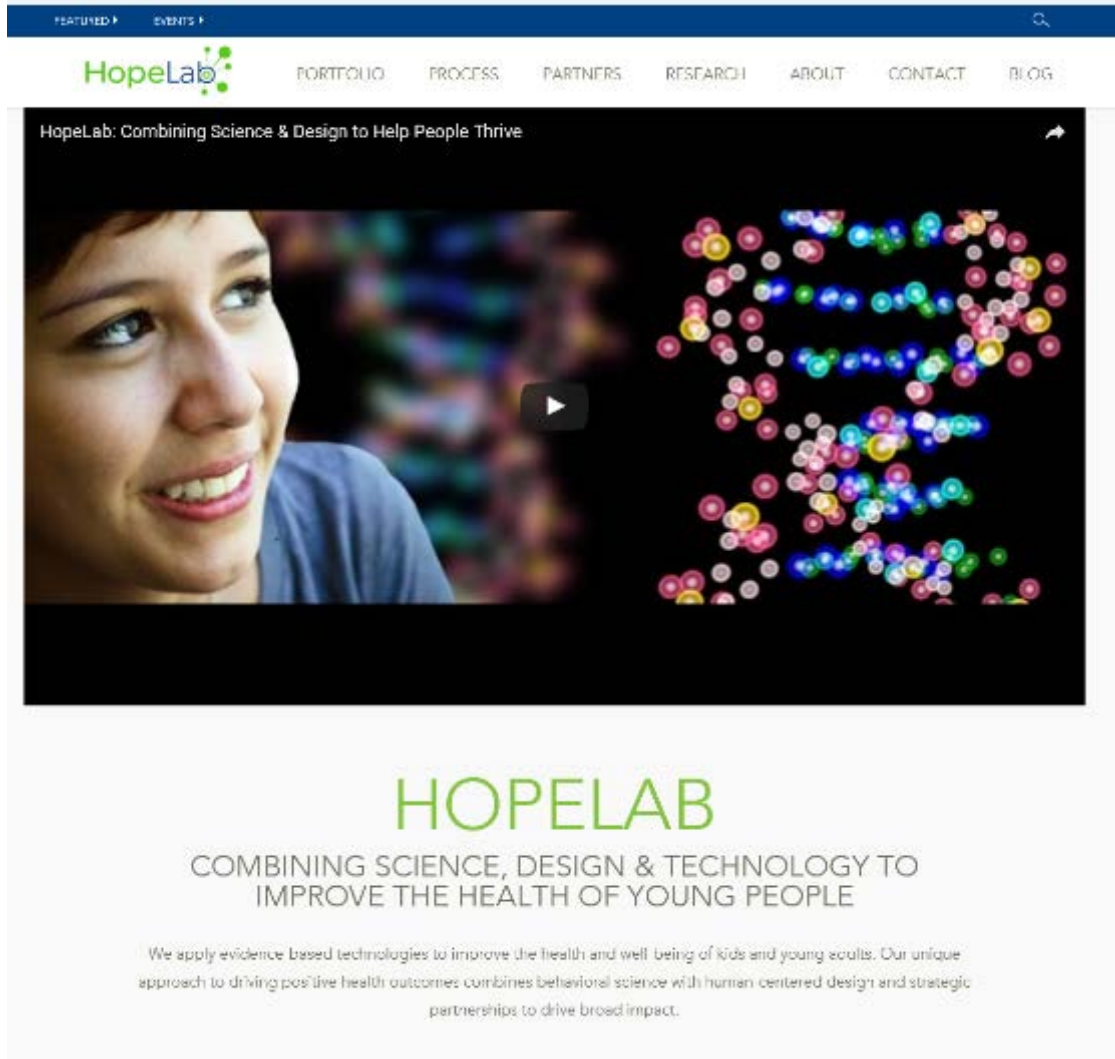 FEATURED
EVENTS
HopeLab
PORTFOLIO PROCESS PARTNERS RESEARCH ABOUT CONTACT BLOG
HopeLab: Combining Science & Design to Help People Thrive
HOPELAB
COMBINING SCIENCE, DESIGN & TECHNOLOGY TO
IMPROVE THE HEALTH OF YOUNG PEOPLE
We apply evidence based technologies to improve the health and well being of kids and young adults. Our unique
approach to driving positive health outcomes combines behavioral science with human centered design and strategic
partnerships to drive broad impact.